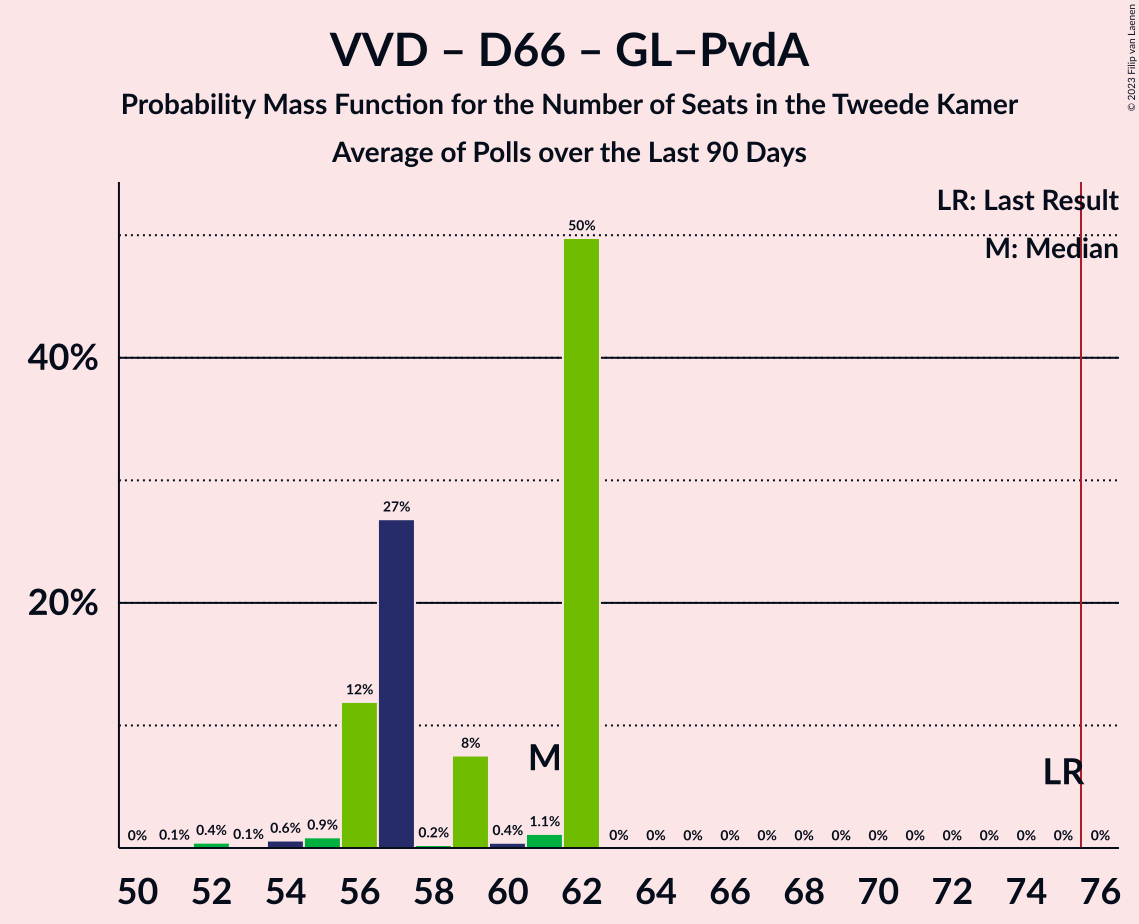 VVD – D66 – GL–PvdA
Probability Mass Function for the Number of Seats in the Tweede Kamer
Average of Polls over the Last 90 Days
© 2023 Filip van Laenen
LR: Last Result
M: Median
50%
40%
27%
20%
12%
8%
M
LR
0% 0.1% 0.4% 0.1% 0.6% 0.9% 0.2% 0.4% 1.1% 0% 0% 0% 0% 0% 0% 0% 0% 0% 0% 0% 0% 0% 0%
50 52 54 56 58 60 62 64 66 68 70 72 74 76